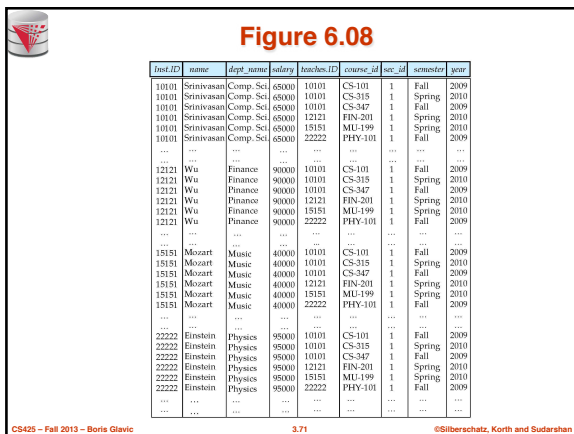 Figure 6.08
Inst.ID name dept_name salary teaches.ID course_id sec_id semester year
10101 Srinivasan Comp. Sci. 65000 10101 CS-101 1 Fall 2009
10101 Srinivasan Comp. Sci. 65000 10101 CS-315 1 Spring 2010
10101 Srinivasan Comp. Sci. 65000 10101 CS-347 1 Fall 2009
10101 Srinivasan Comp. Sci. 65000 12121 FIN-201 1 Spring 2010
10101 Srinivasan Comp. Sci. 65000 15151 MU-199 1 Spring 2010
10101 Srinivasan Comp. Sci. 65000 22222 PHY-101 1 Fall 2009
... ... ... ... ... ... ... ... ...
... ... ... ... ... ... ... ... ...
12121 Wu Finance 90000 10101 CS-101 1 Fall 2009
12121 Wu Finance 90000 10101 CS-315 1 Spring 2010
12121 Wu Finance 90000 10101 CS-347 1 Fall 2009
12121 Wu Finance 90000 12121 FIN-201 1 Spring 2010
12121 Wu Finance 90000 15151 MU-199 1 Spring 2010
12121 Wu Finance 90000 22222 PHY-101 1 Fall 2009
... ... ... ... ... ... ... ... ...
... ... ... ... ... ... ... ... ...
15151 Mozart Music 40000 10101 CS-101 1 Fall 2009
15151 Mozart Music 40000 10101 CS-315 1 Spring 2010
15151 Mozart Music 40000 10101 CS-347 1 Fall 2009
15151 Mozart Music 40000 12121 FIN-201 1 Spring 2010
15151 Mozart Music 40000 15151 MU-199 1 Spring 2010
15151 Mozart Music 40000 22222 PHY-101 1 Fall 2009
... ... ... ... ... ... ... ... ...
... ... ... ... ... ... ... ... ...
22222 Einstein Physics 95000 10101 CS-101 1 Fall 2009
22222 Einstein Physics 95000 10101 CS-315 1 Spring 2010
22222 Einstein Physics 95000 10101 CS-347 1 Fall 2009
22222 Einstein Physics 95000 12121 FIN-201 1 Spring 2010
22222 Einstein Physics 95000 15151 MU-199 1 Spring 2010
22222 Einstein Physics 95000 22222 PHY-101 1 Fall 2009
... ... ... ... ... ... ... ... ...
... ... ... ... ... ... ... ... ...
CS425 – Fall 2013 – Boris Glavic 3.71 ©Silberschatz, Korth and Sudarshan